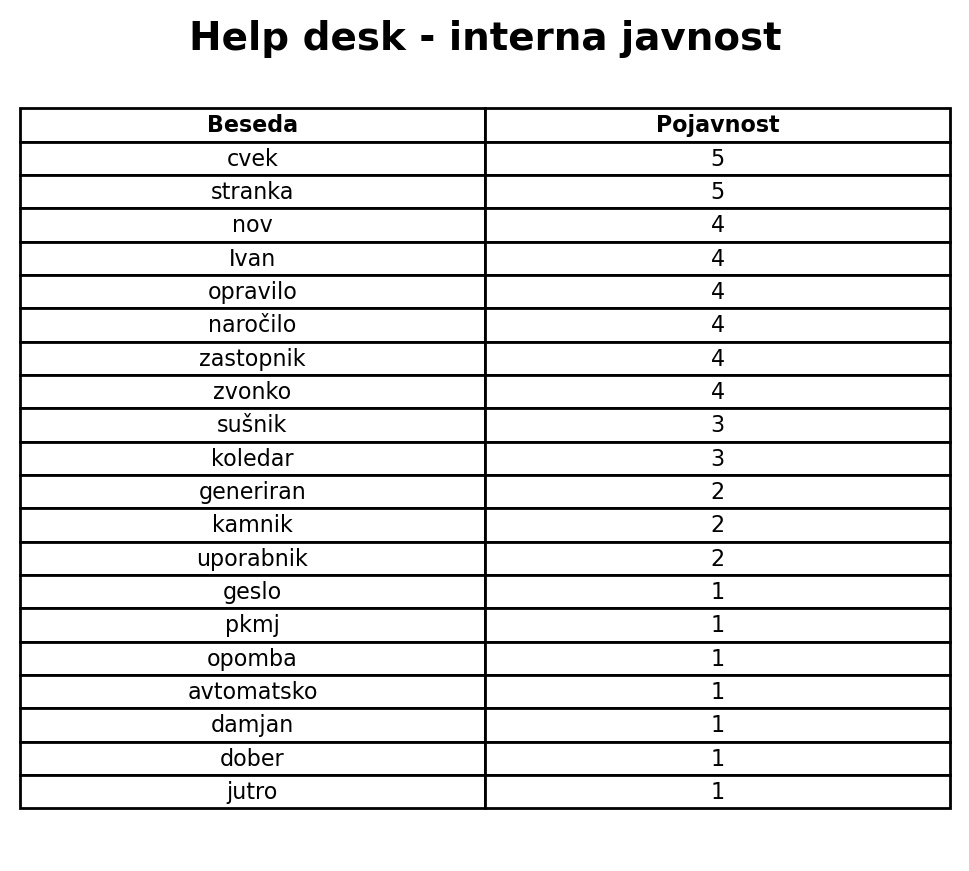 Help desk - interna javnost
Beseda Pojavnost
cvek 5
stranka 5
nov 4
Ivan 4
opravilo 4
naročilo 4
zastopnik 4
zvonko 4
sušnik 3
koledar 3
generiran 2
kamnik 2
uporabnik 2
geslo 1
pkmj 1
opomba 1
avtomatsko 1
damjan 1
dober 1
jutro 1